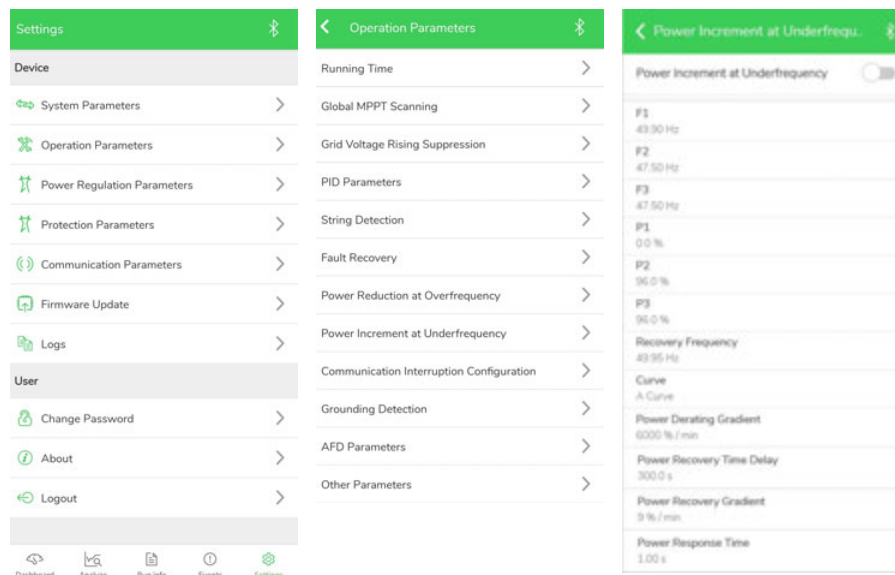 Settings
Device
System Parameters
Operation Parameters
Power Regulation Parameters
Protection Parameters
Communication Parameters
Firmware Update
Logs
User
Change Password
About
Logout
Dashboard Analyze Run info Events Settings
Operation Parameters
Running Time
Global MPPT Scanning
Grid Voltage Rising Suppression
PID Parameters
String Detection
Fault Recovery
Power Reduction at Overfrequency
Power Increment at Underfrequency
Communication Interruption Configuration
Grounding Detection
AFD Parameters
Other Parameters
Power Increment at Underfrequ..
Power Increment at Underfrequency
F1
49.90 Hz
F2
47.50 Hz
F3
47.50 Hz
P1
0.0 %
P2
96.0 %
P3
96.0 %
Recovery Frequency
49.95 Hz
Curve
A Curve
Power Derating Gradient
6000 % / min
Power Recovery Time Delay
300.0 s
Power Recovery Gradient
9 % / min
Power Response Time
1.00 s